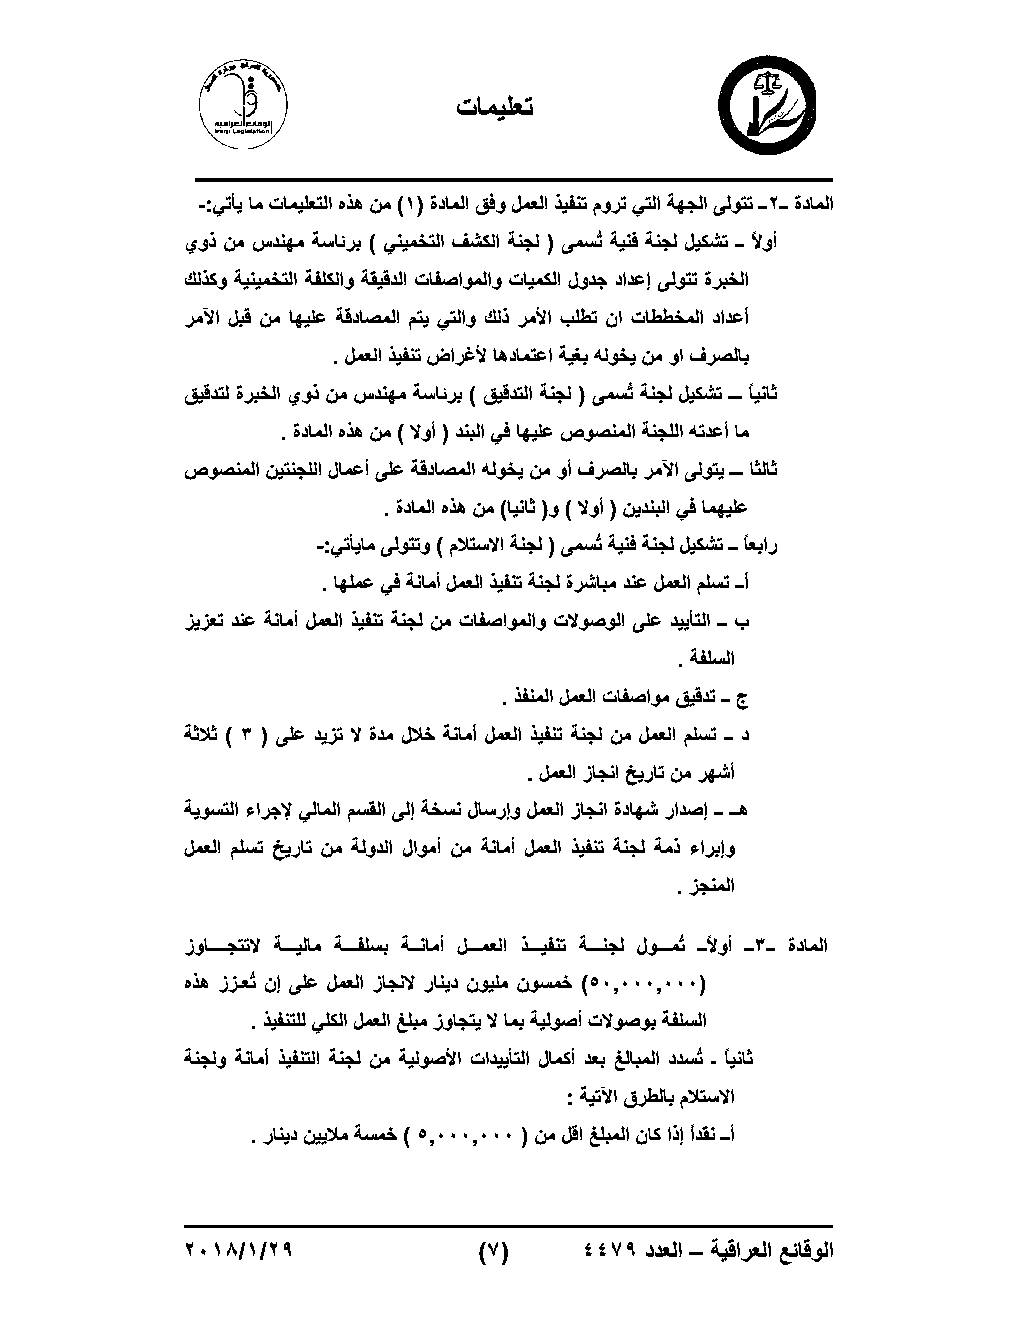 تعليمات
المادة ـ٢ـ تتولى الجهة التي تروم تنفيذ العمل وفق المادة (١) من هذه التعليمات ما يأتي:-
أولاً ـ تشكيل لجنة فنية تُسمى ( لجنة الكشف التخميني ) برئاسة مهندس من ذوي
الخبرة تتولى إعداد جدول الكميات والمواصفات الدقيقة والكلفة التخمينية وكذلك
أعداد المخططات ان تطلب الأمر ذلك والتي يتم المصادقة عليها من قبل الآمر
بالصرف او من يخوله بغية اعتمادها لأغراض تنفيذ العمل .
ثانياً ـ تشكيل لجنة تُسمى ( لجنة التدقيق ) برئاسة مهندس من ذوي الخبرة لتدقيق
ما أعدته اللجنة المنصوص عليها في البند ( أولا ) من هذه المادة .
ثالثا ـ يتولى الآمر بالصرف أو من يخوله المصادقة على أعمال اللجنتين المنصوص
عليهما في البندين ( أولا ) و( ثانيا) من هذه المادة .
رابعاً ـ تشكيل لجنة فنية تُسمى ( لجنة الاستلام ) وتتولى مايأتي:-
أـ تسلم العمل عند مباشرة لجنة تنفيذ العمل أمانة في عملها .
ب ـ التأييد على الوصولات والمواصفات من لجنة تنفيذ العمل أمانة عند تعزيز
السلفة .
ج ـ تدقيق مواصفات العمل المنفذ .
د ـ تسلم العمل من لجنة تنفيذ العمل أمانة خلال مدة لا تزيد على ( ٣ ) ثلاثة
أشهر من تاريخ انجاز العمل .
هـ ـ إصدار شهادة انجاز العمل وإرسال نسخة إلى القسم المالي لإجراء التسوية
وإبراء ذمة لجنة تنفيذ العمل أمانة من أموال الدولة من تاريخ تسلم العمل
المنجز .
المادة ـ٣ـ أولاًـ تُمـول لجنـة تنفيـذ العمـل أمانـة بسلفـة ماليـة لاتتجـاوز
(٥٠,٠٠٠,٠٠٠) خمسون مليون دينار لانجاز العمل على إن تُعزز هذه
السلفة بوصولات أصولية بما لا يتجاوز مبلغ العمل الكلي للتنفيذ .
ثانياً ـ تُسدد المبالغ بعد أكمال التأييدات الأصولية من لجنة التنفيذ أمانة ولجنة
الاستلام بالطرق الآتية :
أـ نقداً إذا كان المبلغ اقل من ( ٥,٠٠٠,٠٠٠ ) خمسة ملايين دينار .
الوقائع العراقية – العدد ٤٤٧٩ (٧) ٢٠١٨/١/٢٩